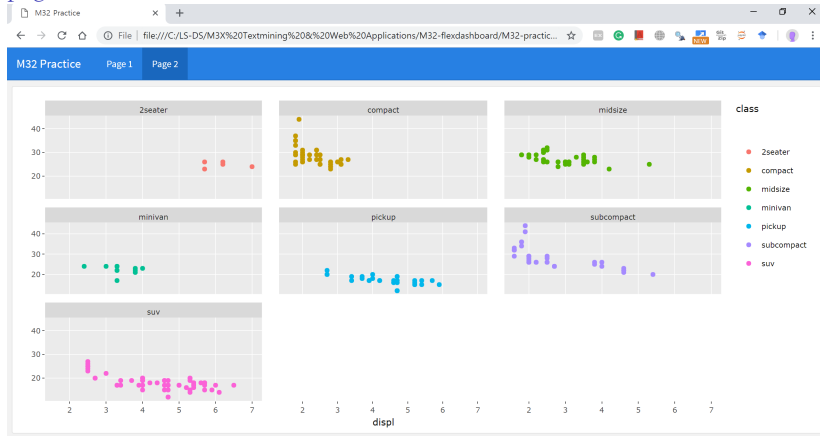 M32 Practice
File | file:///C:/LS-DS/M3X%20Textmining%20&%20Web%20Applications/M32-flexdashboard/M32-practic...
NEW
M32 Practice Page 1 Page 2
2seater compact midsize class
40
30
20
2seater
compact
midsize
minivan
pickup
subcompact
suv
minivan pickup subcompact
40
30
20
suv
40
30
20
2 3 4 5 6 7 2 3 4 5 6 7 2 3 4 5 6 7
displ